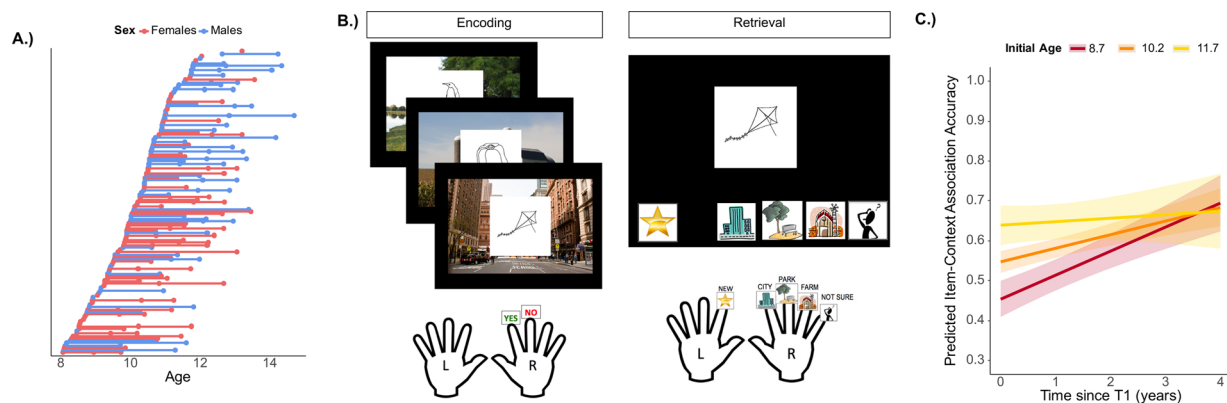 A.)
Sex Females Males
8 10 12 14
Age
B.)
Encoding
Retrieval
YES NO
L R
NEW
CITY
PARK
FARM
NOT SURE
L R
C.)
Initial Age 8.7 10.2 11.7
Predicted Item-Context Association Accuracy
1.0
0.9
0.8
0.7
0.6
0.5
0.4
0.3
0 1 2 3 4
Time since T1 (years)